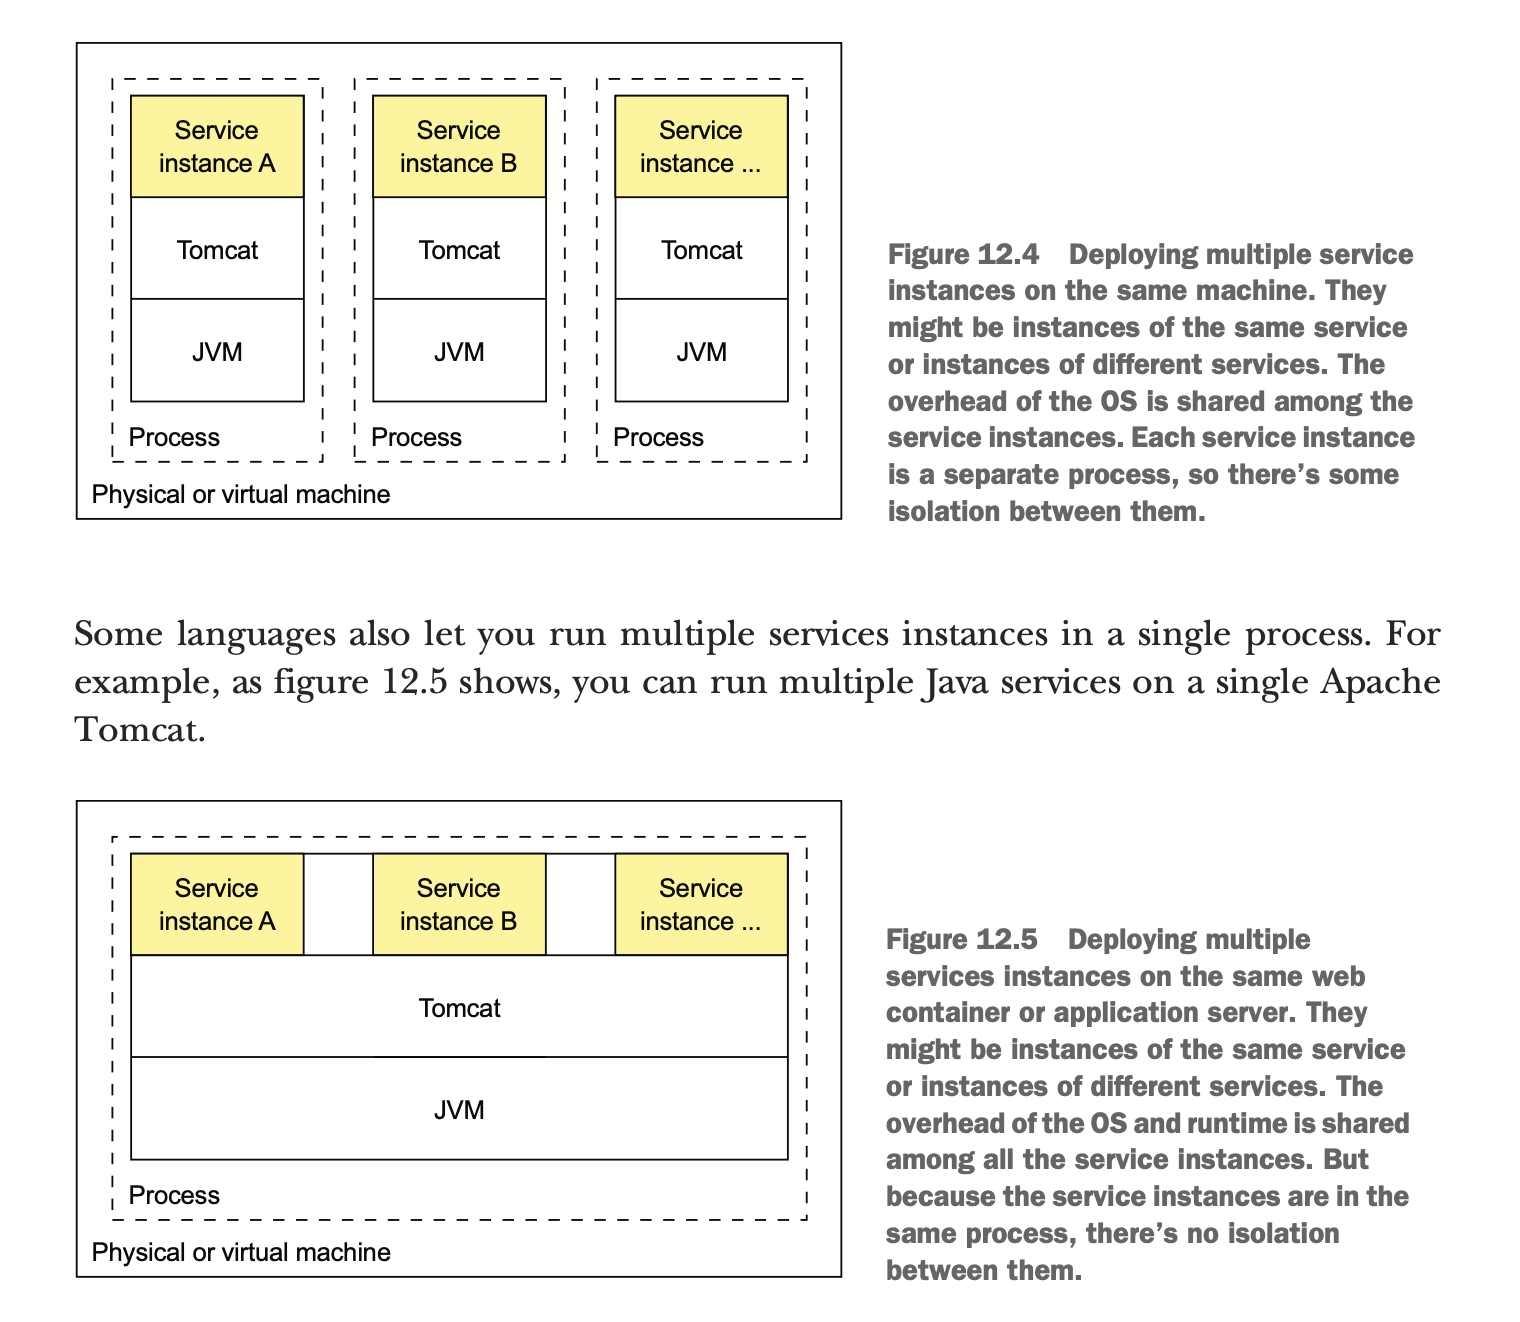 Service
instance A
Tomcat
JVM
Process
Service
instance B
Tomcat
JVM
Process
Service
instance ...
Tomcat
JVM
Process
Physical or virtual machine
Figure 12.4 Deploying multiple service
instances on the same machine. They
might be instances of the same service
or instances of different services. The
overhead of the OS is shared among the
service instances. Each service instance
is a separate process, so there’s some
isolation between them.
Some languages also let you run multiple services instances in a single process. For
example, as figure 12.5 shows, you can run multiple Java services on a single Apache
Tomcat.
Service
instance A
Service
instance B
Service
instance ...
Tomcat
JVM
Process
Physical or virtual machine
Figure 12.5 Deploying multiple
services instances on the same web
container or application server. They
might be instances of the same service
or instances of different services. The
overhead of the OS and runtime is shared
among all the service instances. But
because the service instances are in the
same process, there’s no isolation
between them.